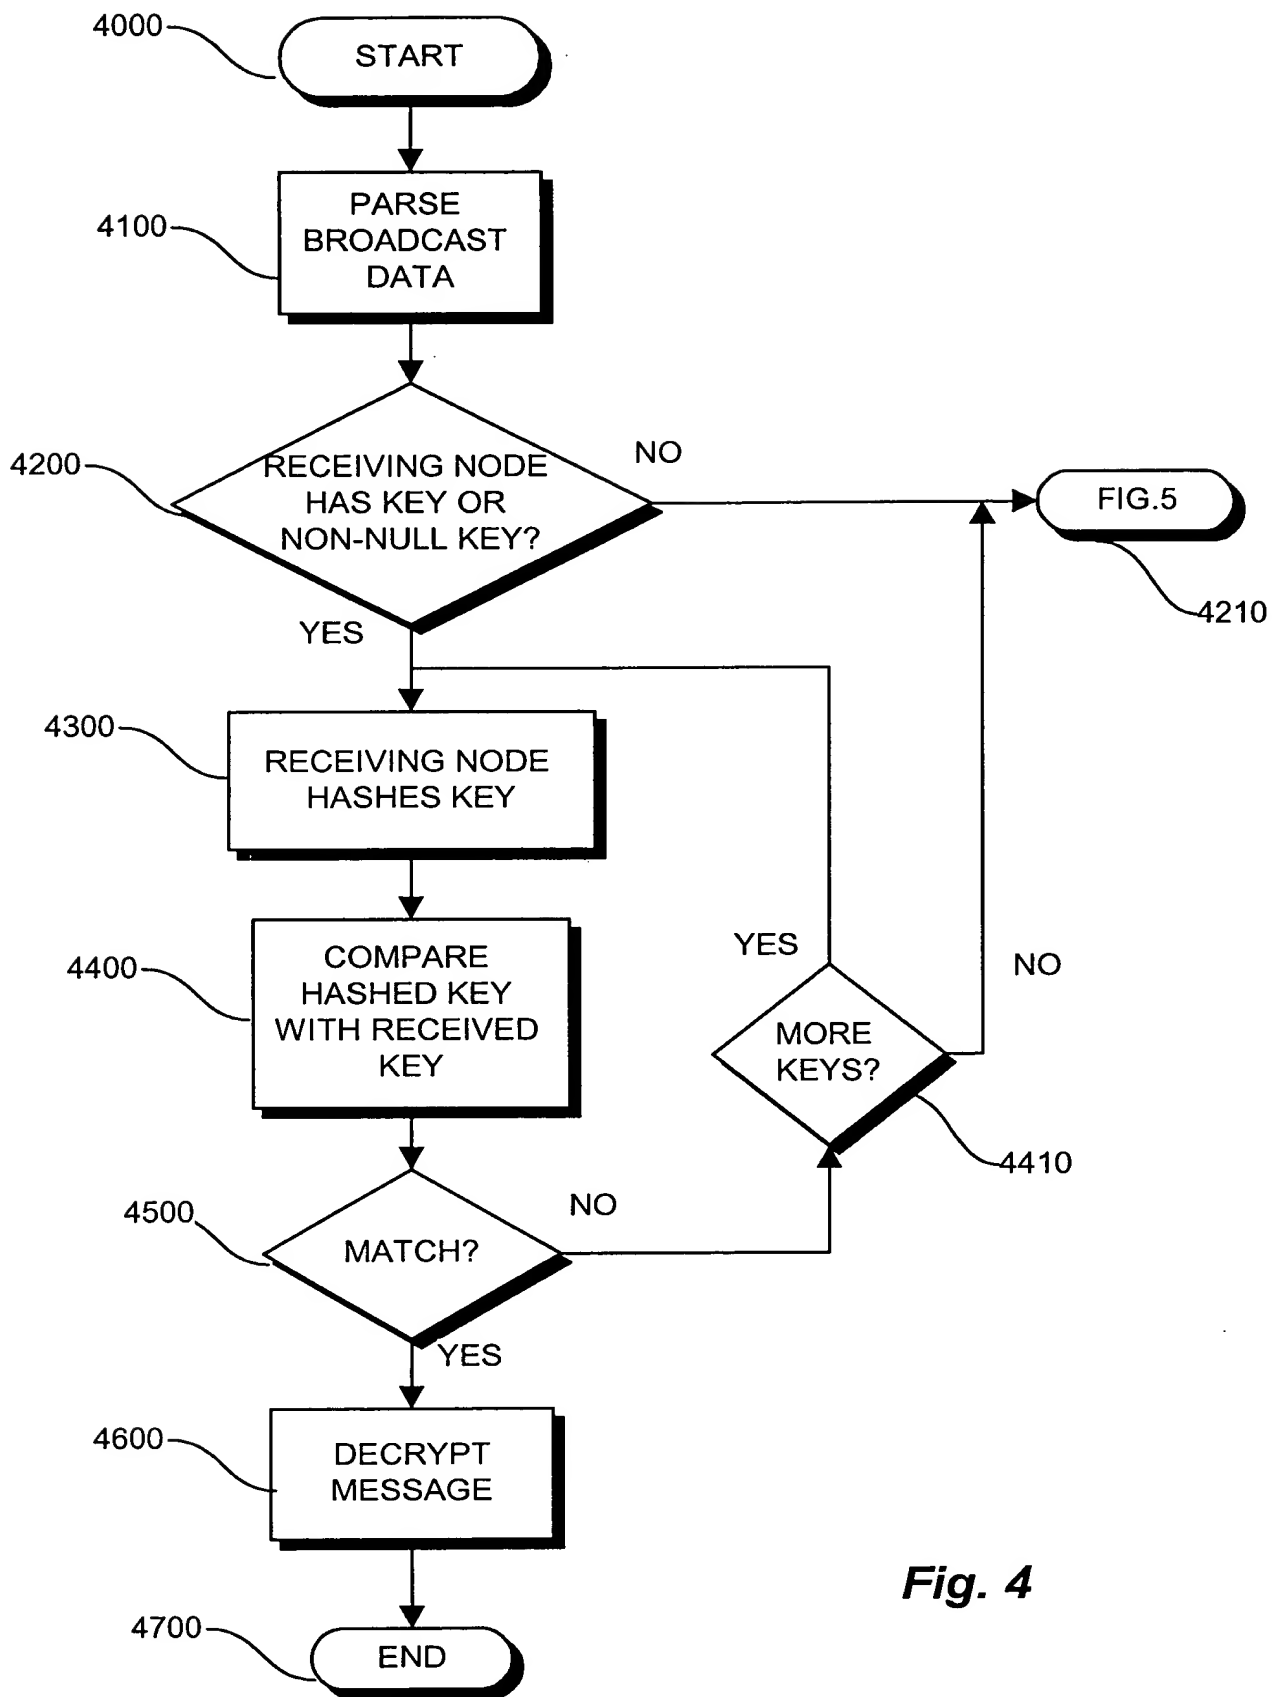 4000
START
4100
PARSE
BROADCAST
DATA
4200
RECEIVING NODE
HAS KEY OR
NON-NULL KEY?
NO
FIG.5
4210
YES
4300
RECEIVING NODE
HASHES KEY
4400
COMPARE
HASHED KEY
WITH RECEIVED
KEY
YES
NO
MORE
KEYS?
4410
4500
MATCH?
NO
YES
4600
DECRYPT
MESSAGE
4700
END
Fig. 4